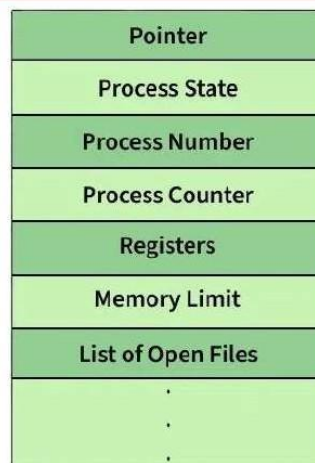 Pointer
Process State
Process Number
Process Counter
Registers
Memory Limit
List of Open Files
.
.
.